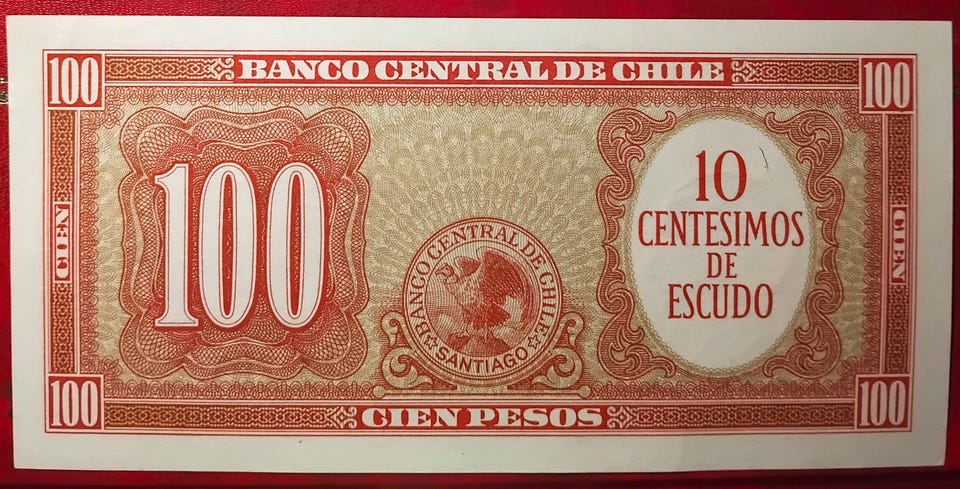 100 BANCO CENTRAL DE CHILE 100
100
10
CENTESIMOS
DE
ESCUDO
CIEN
CIEN
BANCO CENTRAL DE CHILE
SANTIAGO
100 CIEN PESOS 100